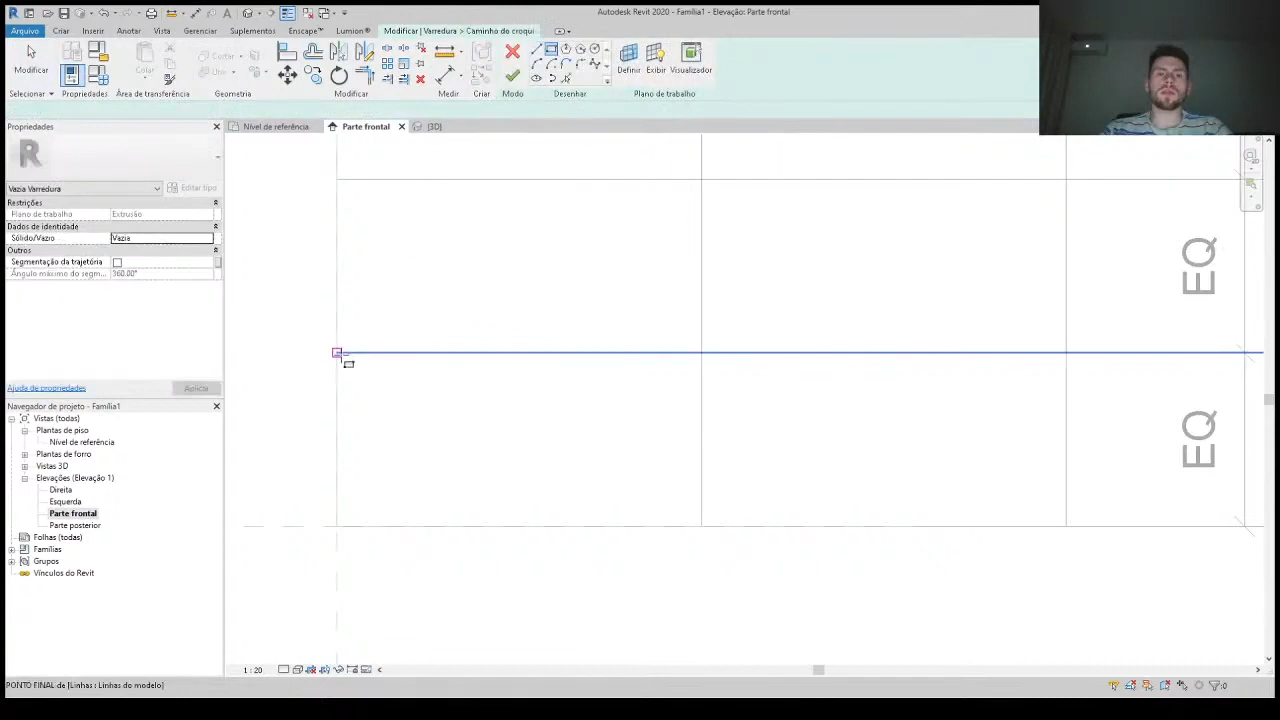 Autodesk Revit 2020 - Família1 - Elevação: Parte frontal
Arquivo Criar Inserir Anotar Vista Gerenciar Suplementos Enscape™ Lumion® Modificar | Varredura > Caminho do croqui
Cortar
Colar
Unir
Modificar Definir Exibir Visualizador
Selecionar Propriedades Área de transferência Geometria Modificar Medir Criar Modo Desenhar Plano de trabalho
Propriedades
Nível de referência Parte frontal {3D}
R
Vazia Varredura Editar tipo
Restrições
Plano de trabalho Extrusão
Dados de identidade
Sólido/Vazio Vazia
Outros
Segmentação da trajetória
Ângulo máximo do segm... 360.00°
EQ
EQ
Ajuda de propriedades Aplicar
Navegador de projeto - Família1
Vistas (todas)
Plantas de piso
Nível de referência
Plantas de forro
Vistas 3D
Elevações (Elevação 1)
Direita
Esquerda
Parte frontal
Parte posterior
Folhas (todas)
Famílias
Grupos
Vínculos do Revit
1 : 20
PONTO FINAL de [Linhas : Linhas do modelo]
:0